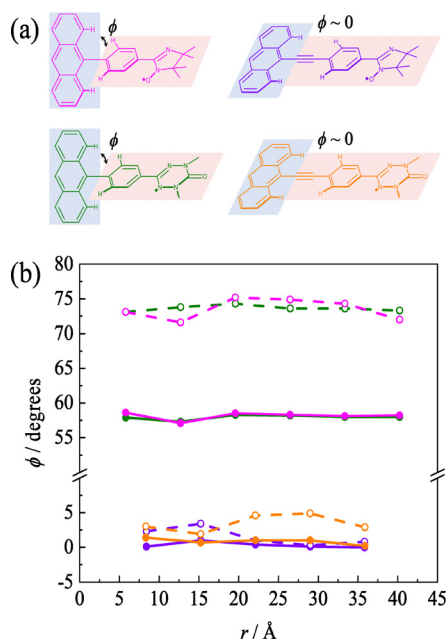 (a)
ϕ
ϕ ~ 0
H
H
N
N
•O
H
H
N
N
•O
ϕ
ϕ ~ 0
H
H
N-N
O
N-N
H
H
N-N
O
N-N
(b)
80
75
70
65
60
55
5
0
-5
ϕ / degrees
0 5 10 15 20 25 30 35 40 45
r / Å